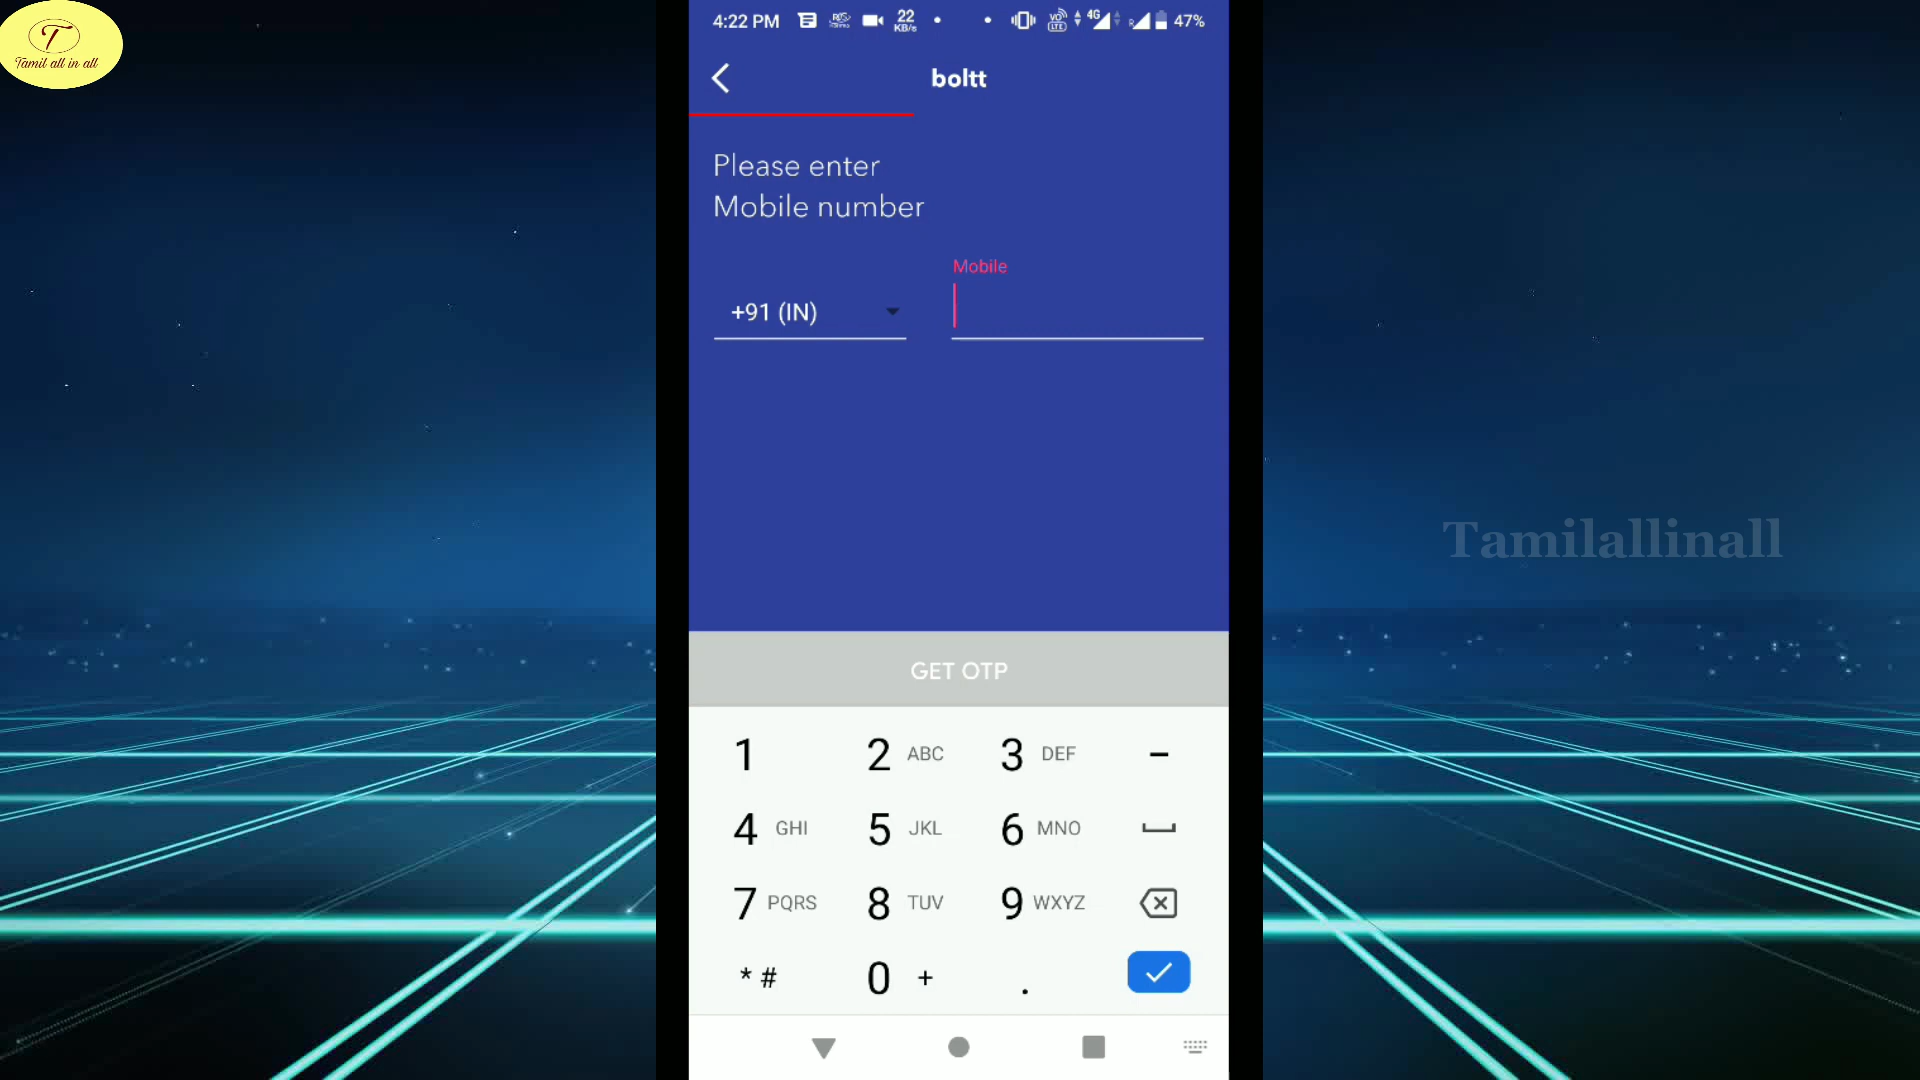 T
Tamil all in all
4:22 PM
22
KB/s
VO
LTE
4G
R
47%
boltt
Please enter
Mobile number
Mobile
+91 (IN)
Tamilallinall
GET OTP
1
2 ABC
3 DEF
-
4 GHI
5 JKL
6 MNO
7 PQRS
8 TUV
9 WXYZ
* #
0 +
.